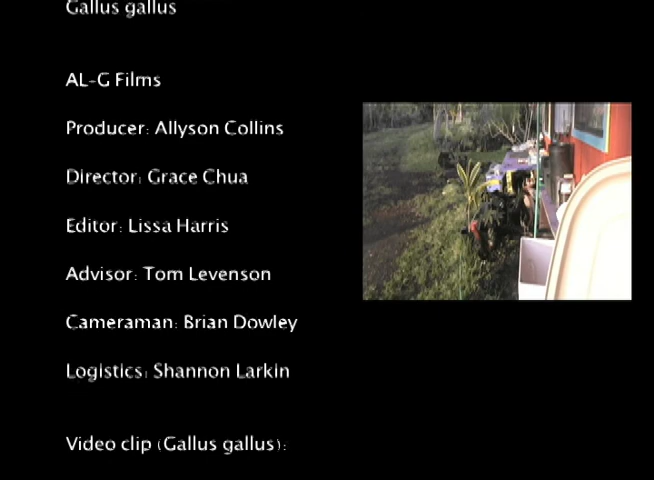 Gallus gallus
AL-G Films
Producer: Allyson Collins
Director: Grace Chua
Editor: Lissa Harris
Advisor: Tom Levenson
Cameraman: Brian Dowley
Logistics: Shannon Larkin
Video clip (Gallus gallus):